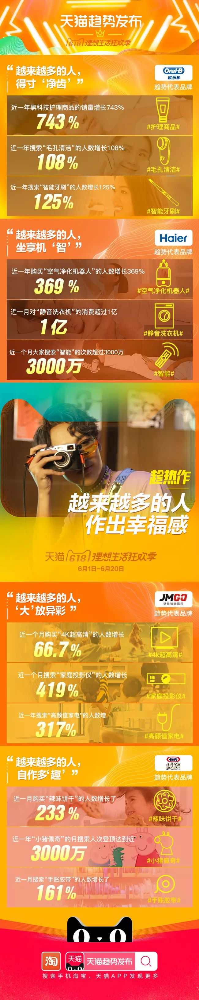 天猫趋势发布
618 理想生活狂欢季
“越来越多的人，
得寸‘净齿’”
Oral-B
欧乐B
趋势代表品牌
近一年黑科技护理商品的销量增长743%
743%
#护理商品#
近一年搜索“毛孔清洁”的人数增长108%
108%
#毛孔清洁#
近一年搜索“智能牙刷”的人数增长125%
125%
#智能牙刷#
“越来越多的人，
坐享机‘智’”
Haier
趋势代表品牌
近一年购买“空气净化机器人”的人数增长369%
369%
#空气净化机器人#
近一月对“静音洗衣机”的消费超过1亿
1亿
#静音洗衣机#
近一个月大家搜索“智能”的次数超过3000万
3000万
#智能#
趁热作
越来越多的人
作出幸福感
天猫618理想生活狂欢季
6月1日-6月20日
“越来越多的人，
‘大’放异彩”
JMGO
坚果智能影院
趋势代表品牌
近一个月购买“4K超高清”的人数增长
66.7%
#4k超高清#
近一个月搜索“家庭投影仪”的人数增长
419%
#家庭投影仪#
近一年搜索”高颜值家电”的人数增
317%
#高颜值家电#
“越来越多的人，
自作多‘趣’”
卡夫
趣族
趋势代表品牌
近一月购买“辣味饼干”的人数增长了
233%
#辣味饼干#
近一年“小猪佩奇”的月搜索人次登顶达到近
3000万
#小猪佩奇#
近一月搜索“手账胶带”的人数增长了
161%
#手账胶带#
淘
天猫
天猫趋势发布
搜索手机淘宝、天猫APP发现更多